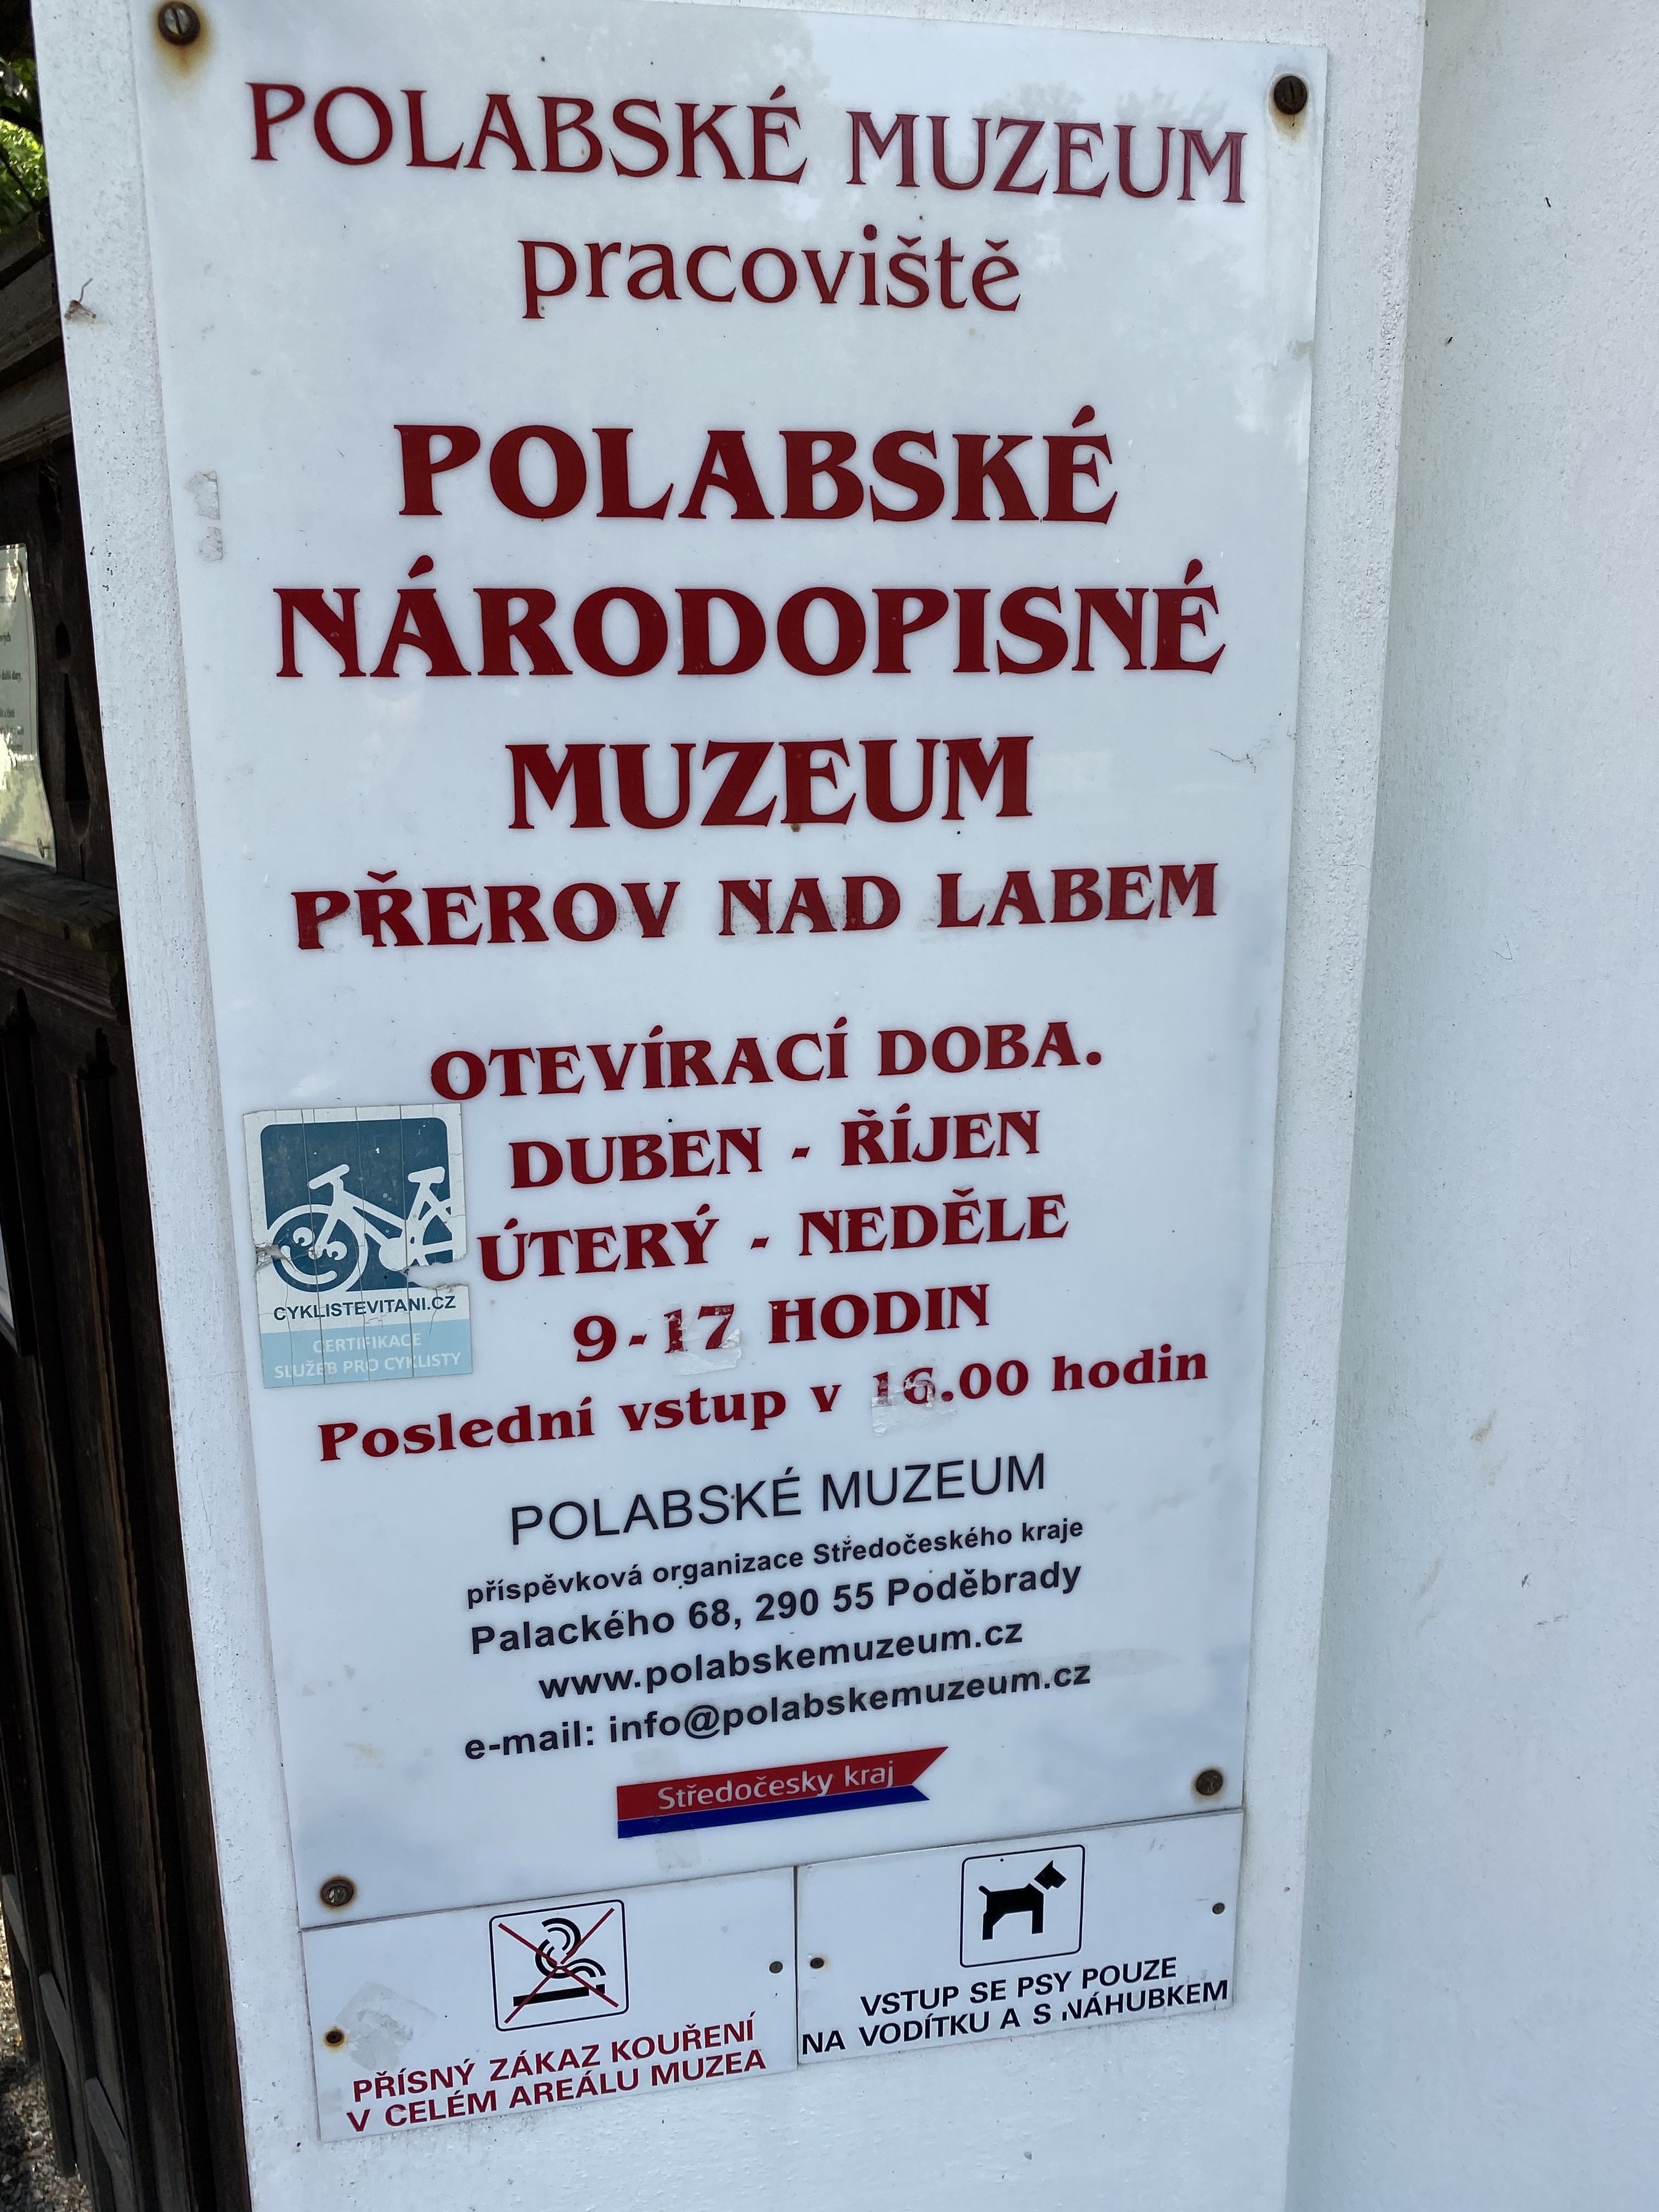 POLABSKÉ MUZEUM
pracoviště
POLABSKÉ
NÁRODOPISNÉ
MUZEUM
PŘEROV NAD LABEM
OTEVÍRACÍ DOBA.
DUBEN - ŘÍJEN
ÚTERÝ - NEDĚLE
9-17 HODIN
Poslední vstup v 16.00 hodin
CYKLISTEVITANI.CZ
CERTIFIKACE
SLUŽEB PRO CYKLISTY
POLABSKÉ MUZEUM
příspěvková organizace Středočeského kraje
Palackého 68, 290 55 Poděbrady
www.polabskemuzeum.cz
e-mail: info@polabskemuzeum.cz
Středočesky kraj
PŘÍSNÝ ZÁKAZ KOUŘENÍ
V CELÉM AREÁLU MUZEA
VSTUP SE PSY POUZE
NA VODÍTKU A S NÁHUBKEM